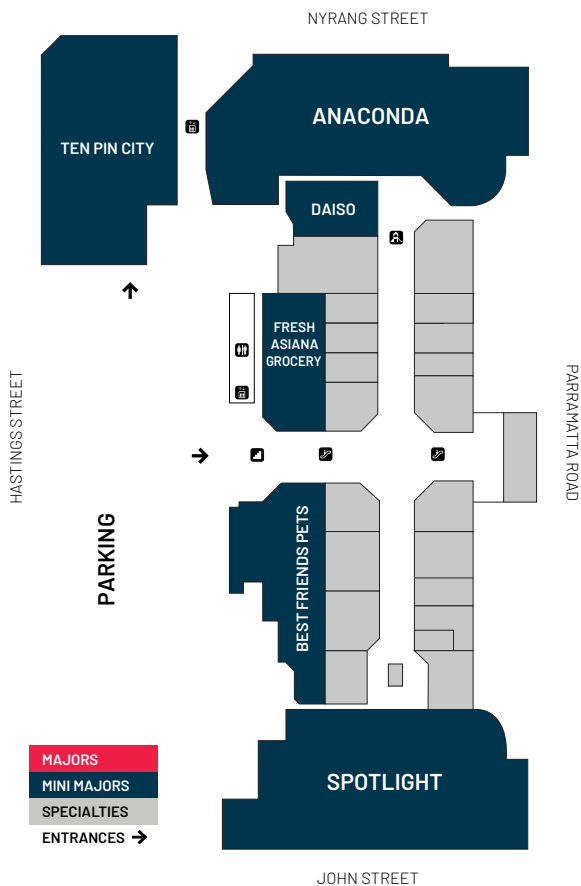 NYRANG STREET
ANACONDA
TEN PIN CITY
DAISO
FRESH
ASIANA
GROCERY
HASTINGS STREET
PARRAMATTA ROAD
PARKING
BEST FRIENDS PETS
MAJORS
MINI MAJORS
SPECIALTIES
ENTRANCES
SPOTLIGHT
JOHN STREET